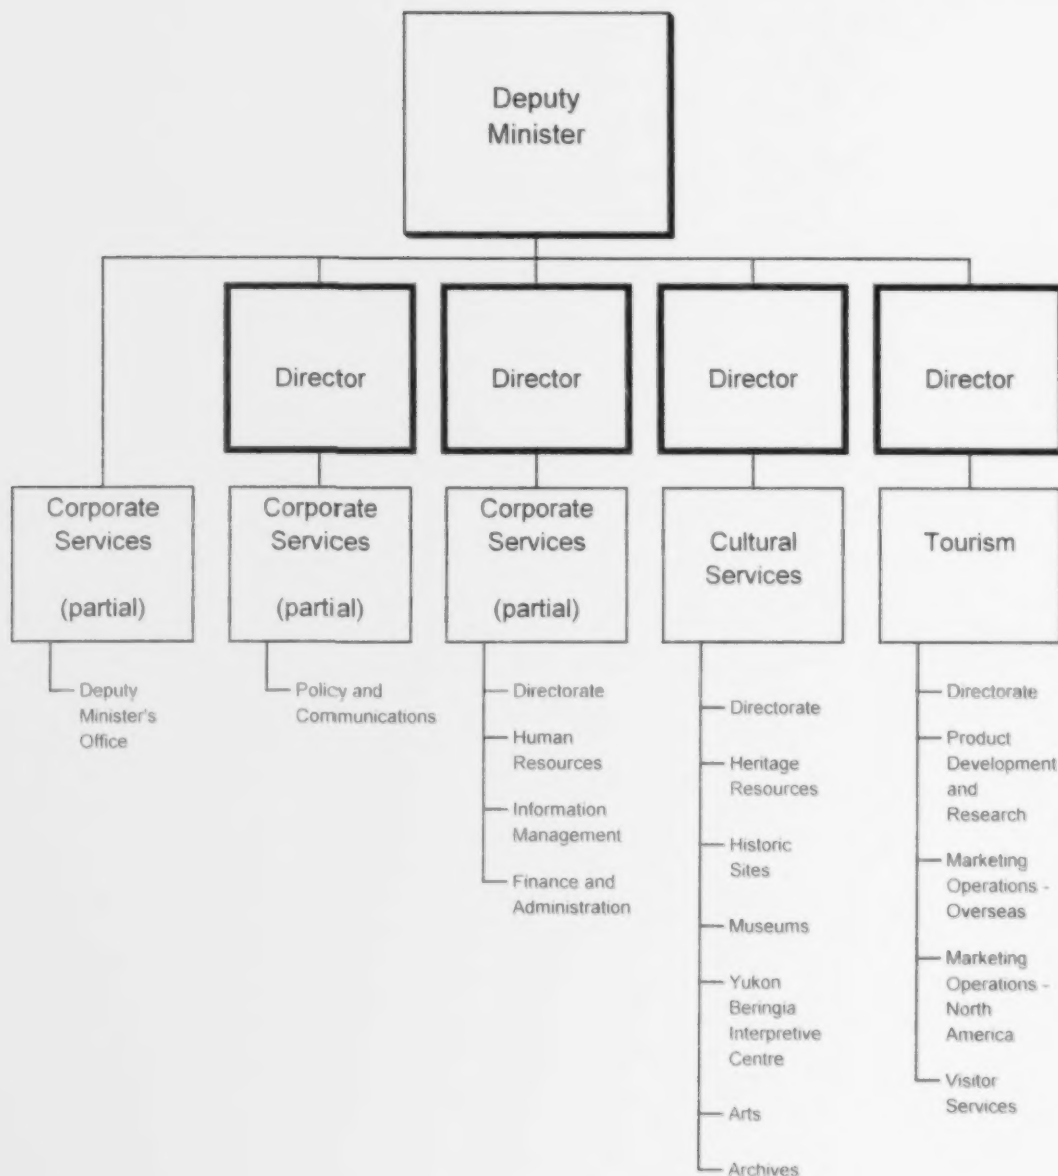 Deputy
Minister
Director
Director
Director
Director
Corporate
Services
(partial)
Corporate
Services
(partial)
Corporate
Services
(partial)
Cultural
Services
Tourism
Deputy
Minister's
Office
Policy and
Communications
Directorate
Human
Resources
Information
Management
Finance and
Administration
Directorate
Heritage
Resources
Historic
Sites
Museums
Yukon
Beringia
Interpretive
Centre
Arts
Archives
Directorate
Product
Development
and
Research
Marketing
Operations -
Overseas
Marketing
Operations -
North
America
Visitor
Services